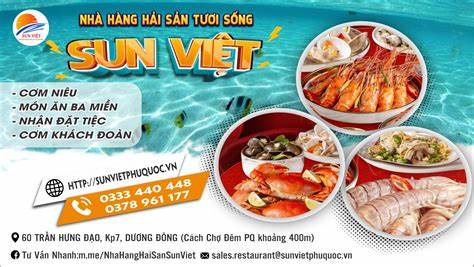 SUN VIỆT
NHÀ HÀNG HẢI SẢN TƯƠI SỐNG
SUN VIỆT
- CƠM NIÊU
- MÓN ĂN BA MIỀN
- NHẬN ĐẶT TIỆC
- CƠM KHÁCH ĐOÀN
HTTP://SUNVIETPHUQUOC.VN
0333 440 448
0378 961 177
60 TRẦN HƯNG ĐẠO, Kp7, DƯƠNG ĐÔNG (Cách Chợ Đêm PQ khoảng 400m)
Tư Vấn Nhanh:m.me/NhaHangHaiSanSunViet sales.restaurant@sunvietphuquoc.vn